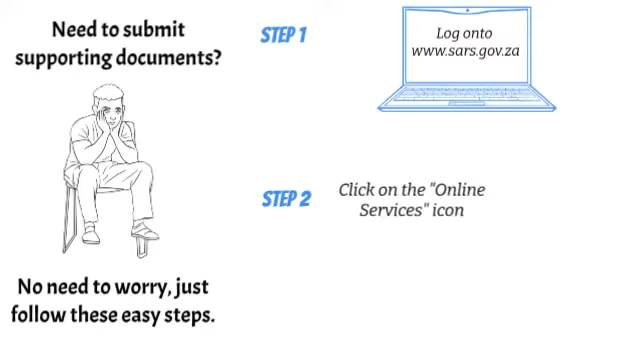 Need to submit
supporting documents?
No need to worry, just
follow these easy steps.
STEP 1
Log onto
www.sars.gov.za
STEP 2
Click on the "Online
Services" icon